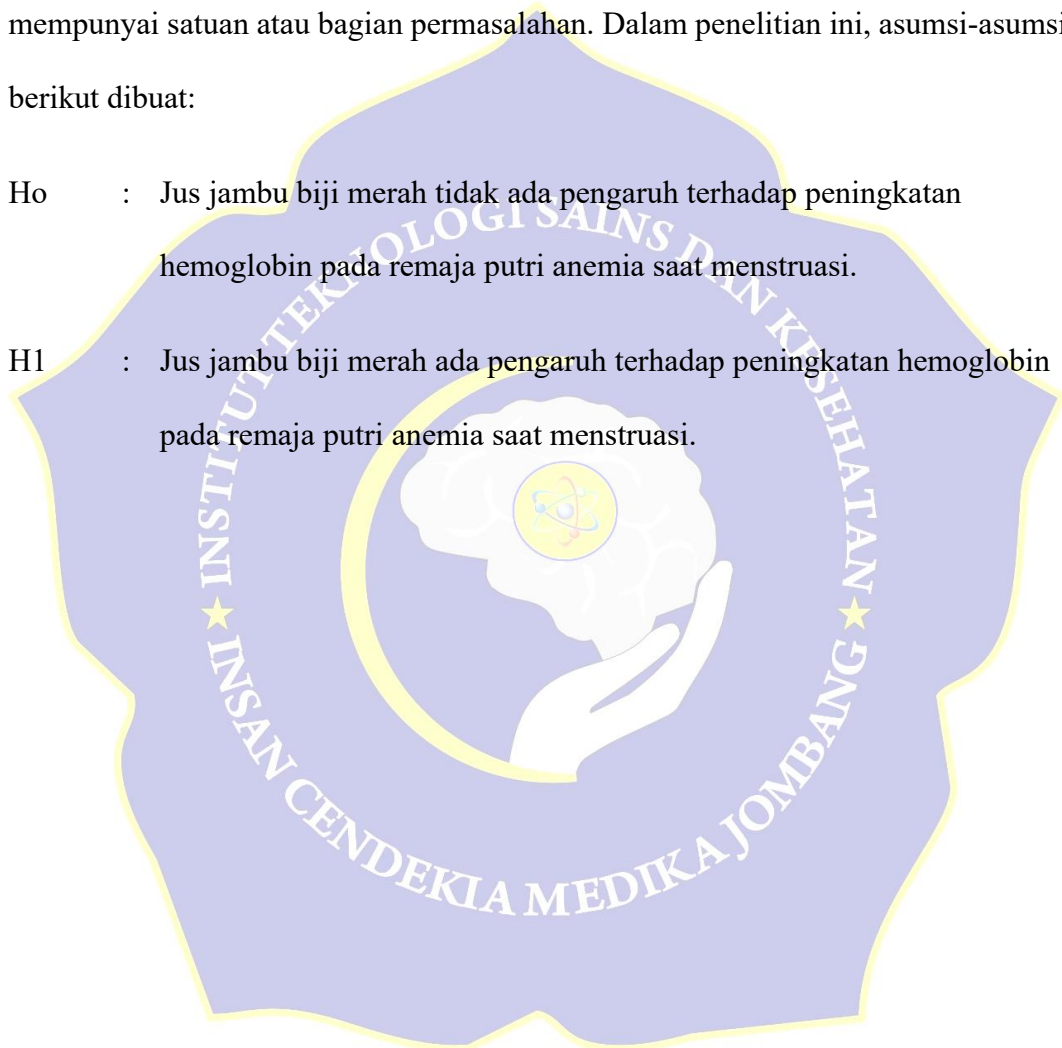 mempunyai satuan atau bagian permasalahan. Dalam penelitian ini, asumsi-asumsi
berikut dibuat:
Ho : Jus jambu biji merah tidak ada pengaruh terhadap peningkatan
hemoglobin pada remaja putri anemia saat menstruasi.
H1 : Jus jambu biji merah ada pengaruh terhadap peningkatan hemoglobin
pada remaja putri anemia saat menstruasi.
INSTITUT TEKNOLOGI SAINS DAN KESEHATAN
INSAN CENDEKIA MEDIKA JOMBANG